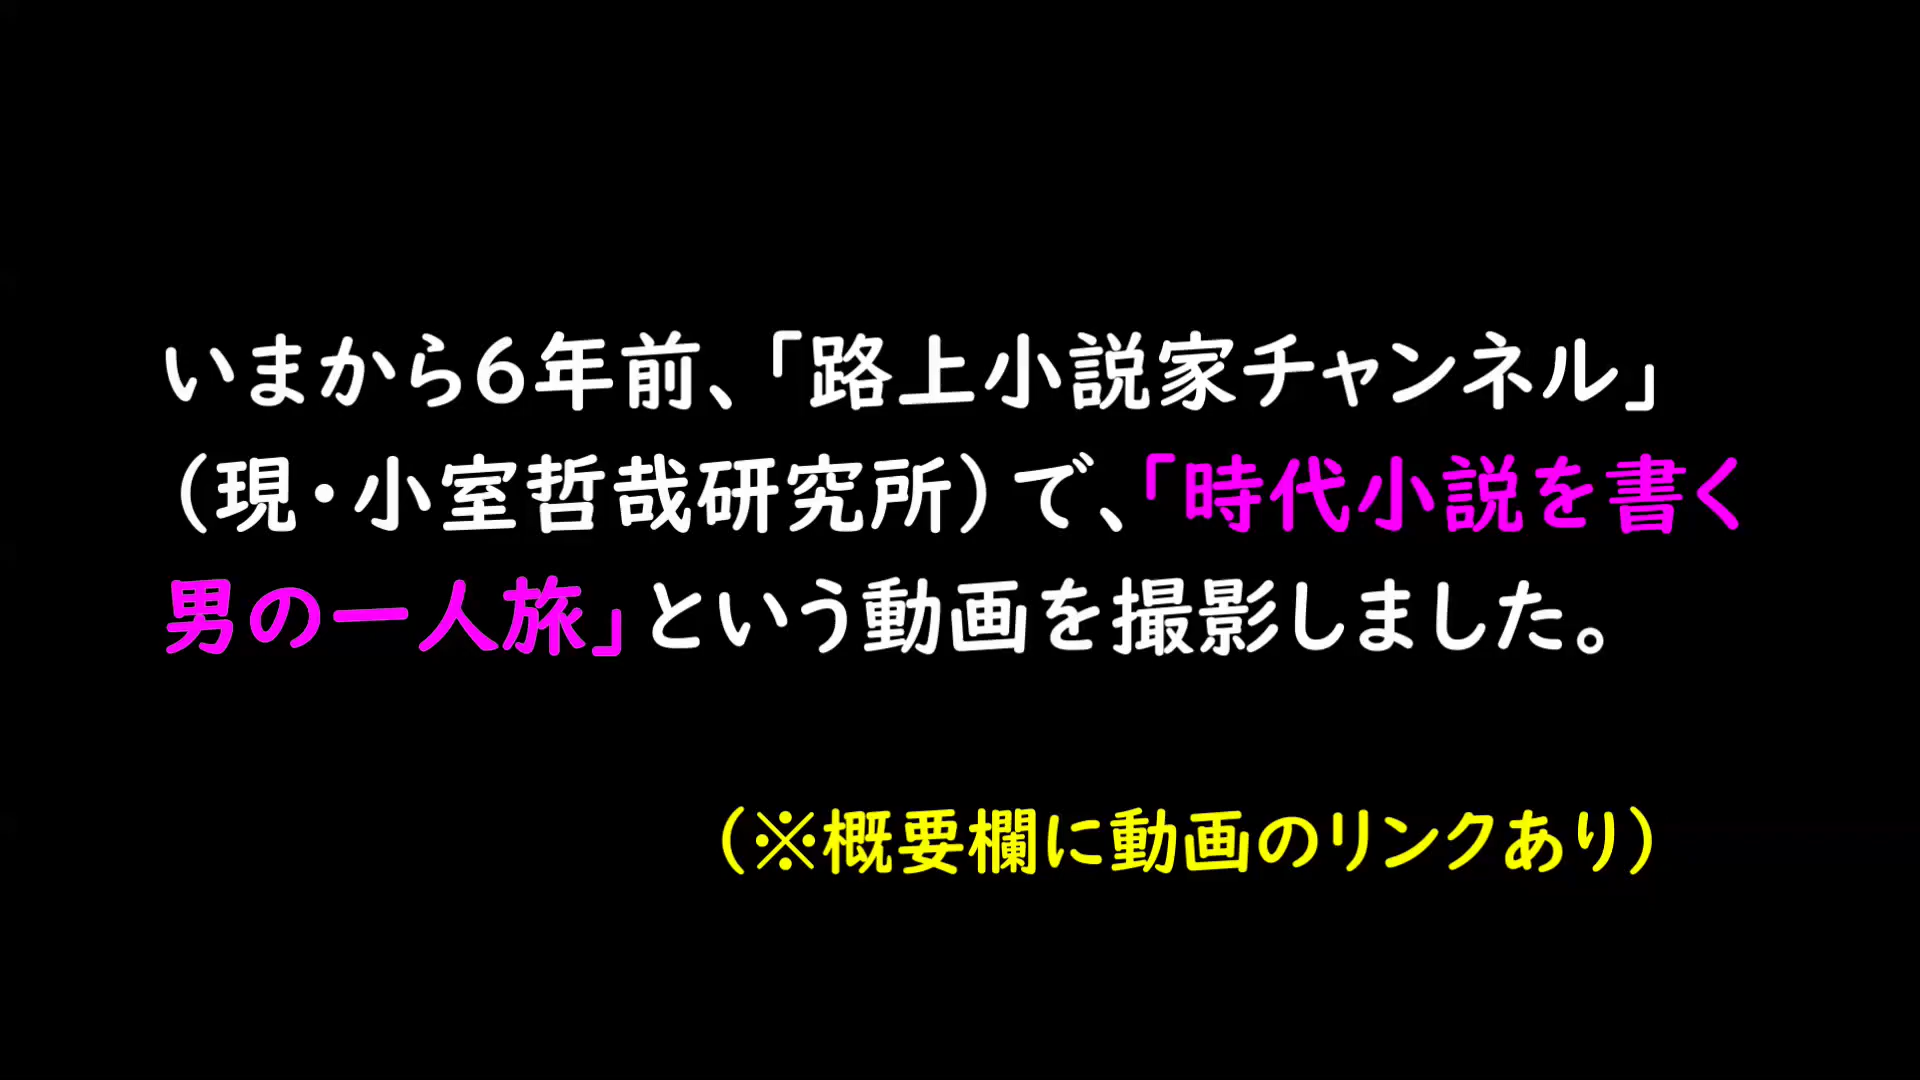 いまから6年前、「路上小説家チャンネル」
（現・小室哲哉研究所）で、「時代小説を書く
男の一人旅」という動画を撮影しました。
（※概要欄に動画のリンクあり）